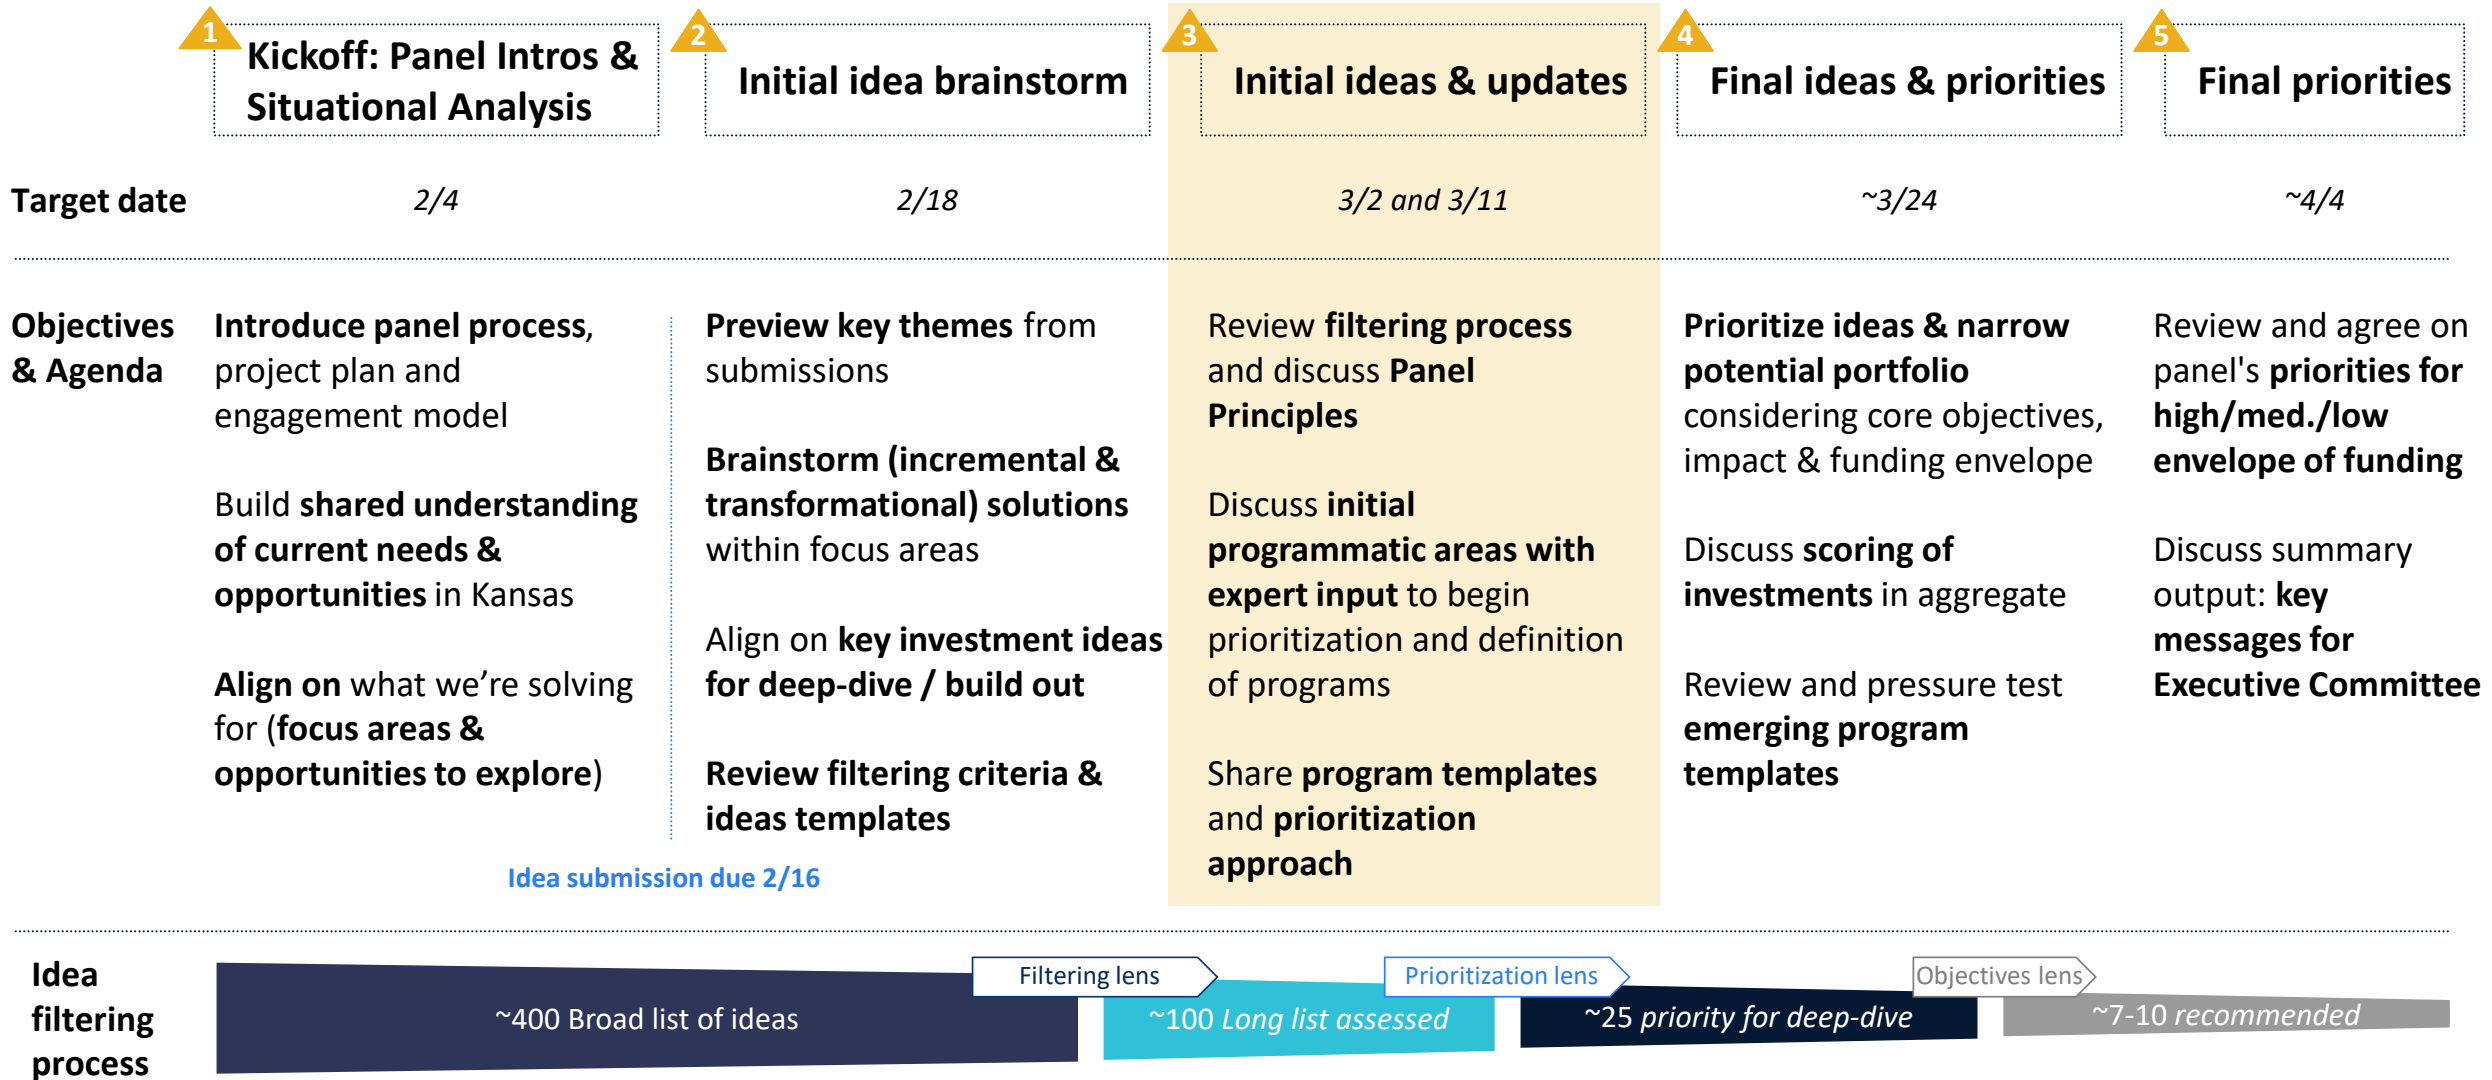 1
Kickoff: Panel Intros &
Situational Analysis
2
Initial idea brainstorm
3
Initial ideas & updates
4
Final ideas & priorities
5
Final priorities
Target date
2/4
2/18
3/2 and 3/11
~3/24
~4/4
Objectives
& Agenda
Introduce panel process,
project plan and
engagement model
Build shared understanding
of current needs &
opportunities in Kansas
Align on what we’re solving
for (focus areas &
opportunities to explore)
Idea submission due 2/16
Preview key themes from
submissions
Brainstorm (incremental &
transformational) solutions
within focus areas
Align on key investment ideas
for deep-dive / build out
Review filtering criteria &
ideas templates
Review filtering process
and discuss Panel
Principles
Discuss initial
programmatic areas with
expert input to begin
prioritization and definition
of programs
Share program templates
and prioritization
approach
Prioritize ideas & narrow
potential portfolio
considering core objectives,
impact & funding envelope
Discuss scoring of
investments in aggregate
Review and pressure test
emerging program
templates
Review and agree on
panel's priorities for
high/med./low
envelope of funding
Discuss summary
output: key
messages for
Executive Committee
Idea
filtering
process
~400 Broad list of ideas
Filtering lens
~100 Long list assessed
Prioritization lens
~25 priority for deep-dive
Objectives lens
~7-10 recommended